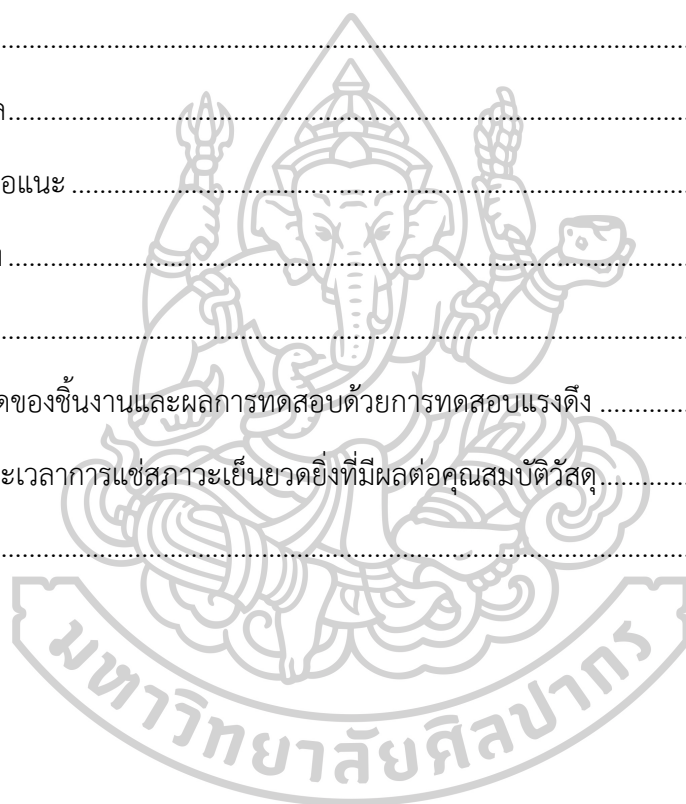 ................................................................................
ล................................................................................
อแนะ ................................................................................
................................................................................
................................................................................
ดของชิ้นงานและผลการทดสอบด้วยการทดสอบแรงดึง ............
ะเวลาการแช่สภาวะเย็นยวดยิ่งที่มีผลต่อคุณสมบัติวัสดุ............
................................................................................
มหาวิทยาลัยศิลปากร